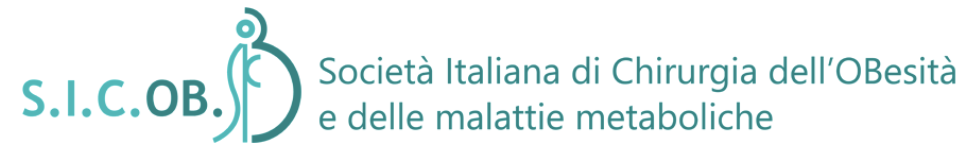 S.I.C.OB.
Società Italiana di Chirurgia dell'OBesità
e delle malattie metaboliche